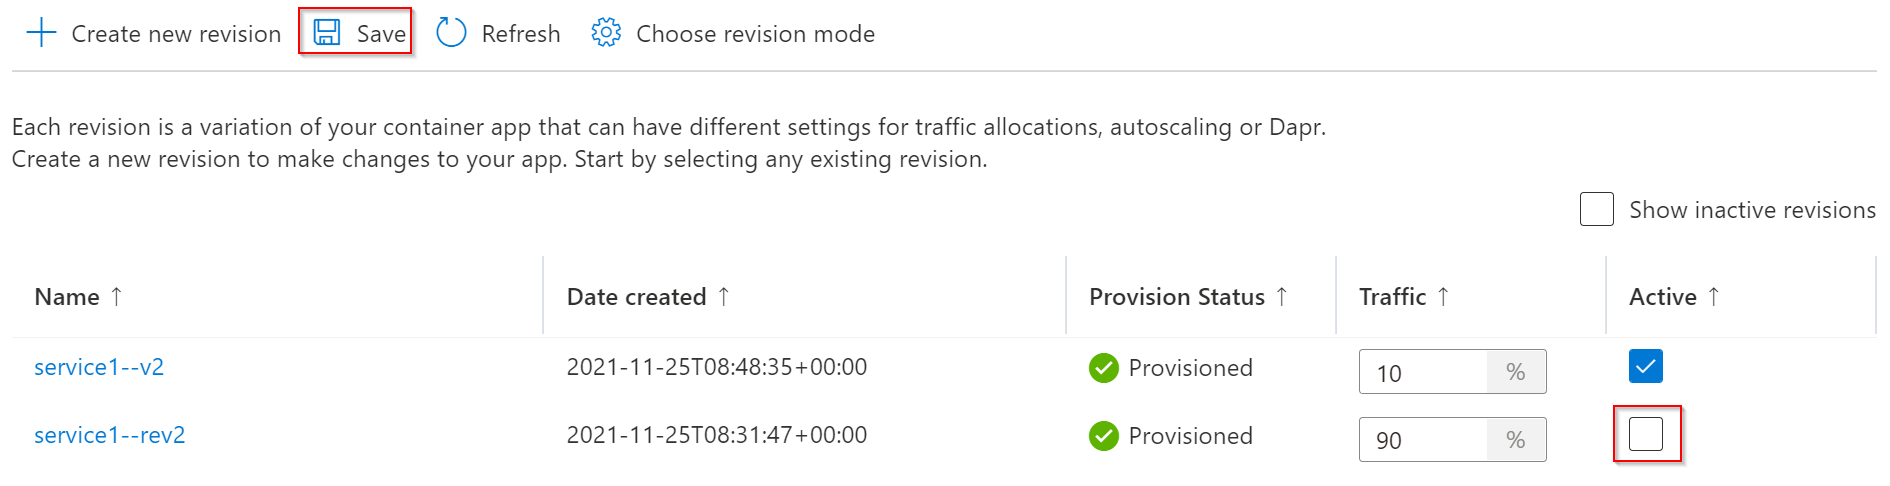 Create new revision Save Refresh Choose revision mode
Each revision is a variation of your container app that can have different settings for traffic allocations, autoscaling or Dapr.
Create a new revision to make changes to your app. Start by selecting any existing revision.
Show inactive revisions
Name ↑ Date created ↑ Provision Status ↑ Traffic ↑ Active ↑
service1--v2 2021-11-25T08:48:35+00:00 Provisioned 10 %
service1--rev2 2021-11-25T08:31:47+00:00 Provisioned 90 %